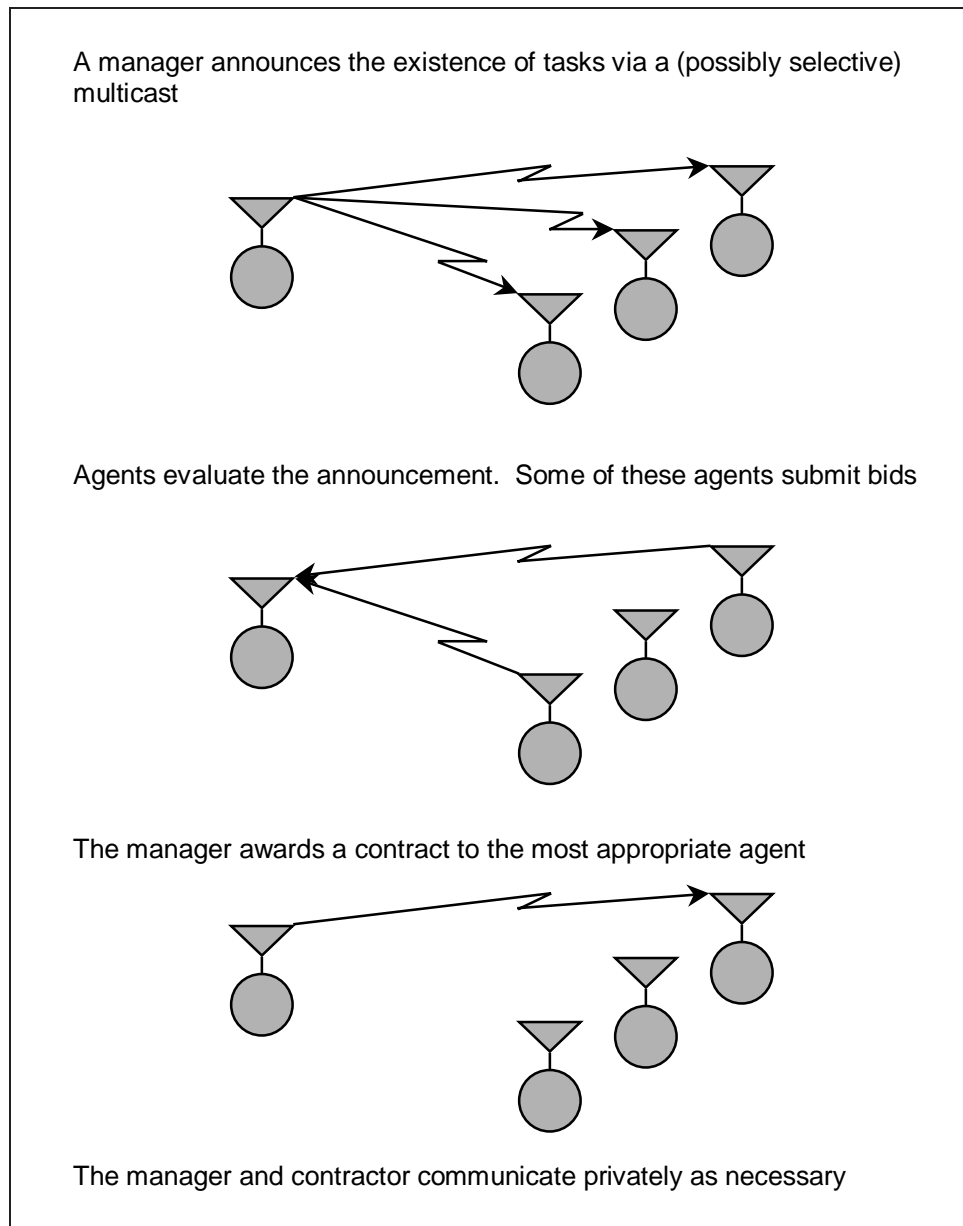 A manager announces the existence of tasks via a (possibly selective)
multicast
Agents evaluate the announcement.  Some of these agents submit bids
The manager awards a contract to the most appropriate agent
The manager and contractor communicate privately as necessary